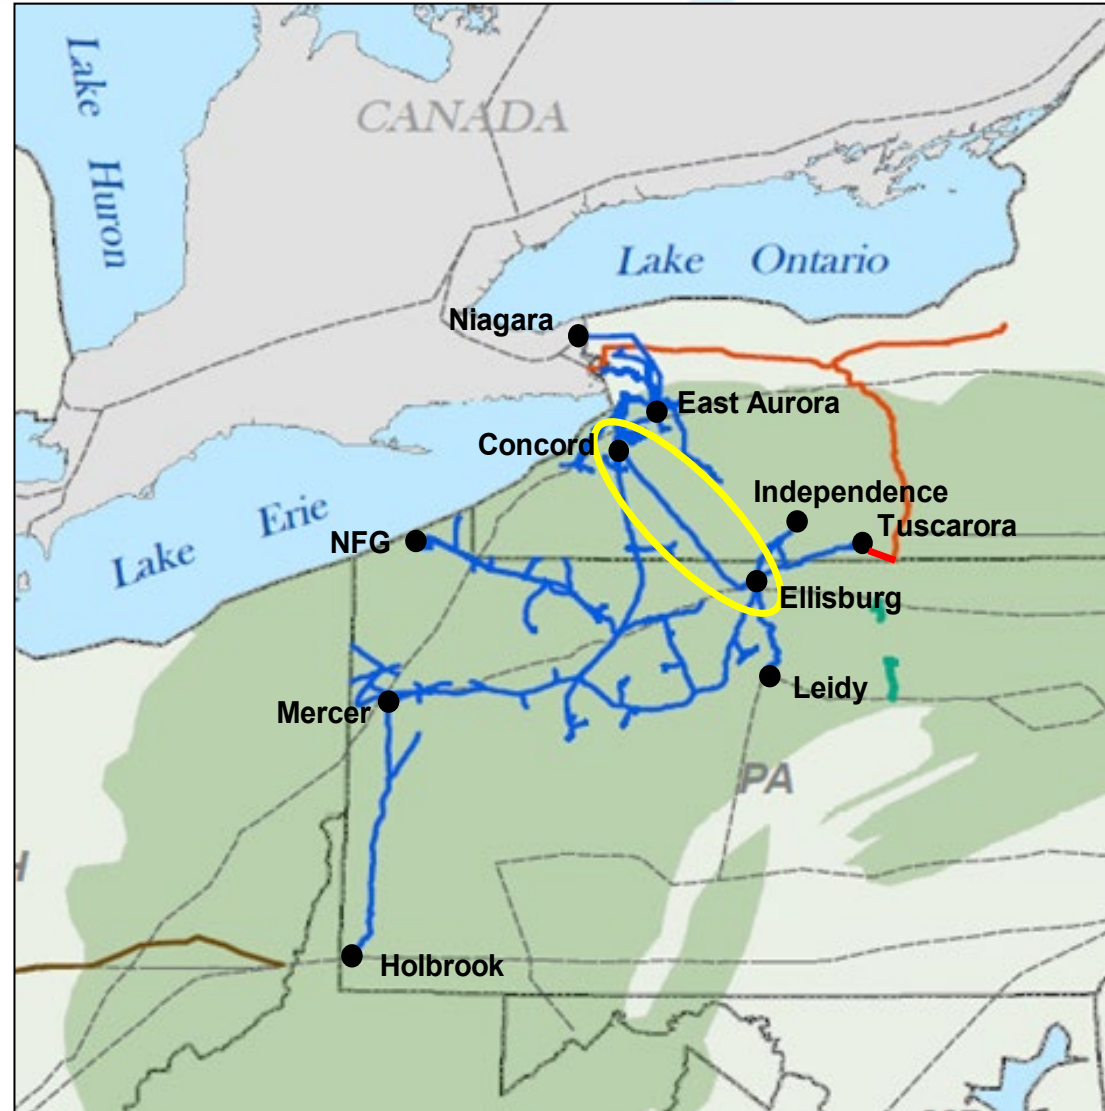 Lake Huron
CANADA
Lake Ontario
Niagara
East Aurora
Concord
Independence
Lake Erie
NFG
Tuscarora
Ellisburg
Leidy
Mercer
PA
H
Holbrook